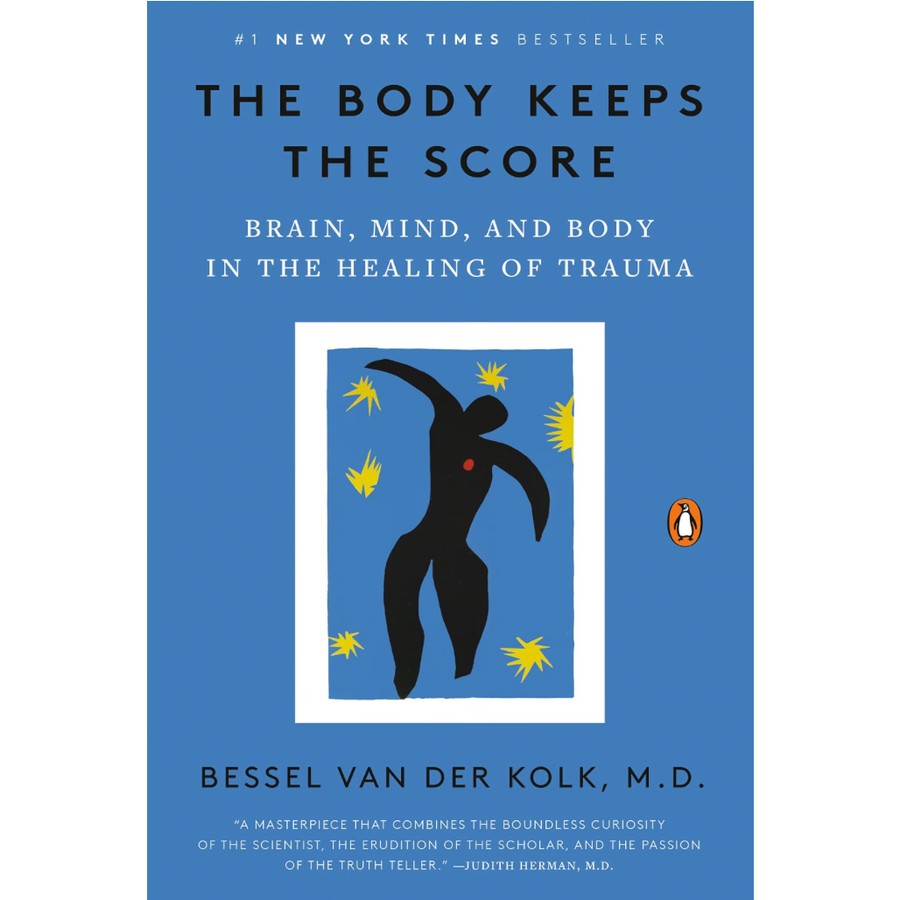 #1 NEW YORK TIMES BESTSELLER
THE BODY KEEPS
THE SCORE
BRAIN, MIND, AND BODY
IN THE HEALING OF TRAUMA
BESSEL VAN DER KOLK, M.D.
“A MASTERPIECE THAT COMBINES THE BOUNDLESS CURIOSITY
OF THE SCIENTIST, THE ERUDITION OF THE SCHOLAR, AND THE PASSION
OF THE TRUTH TELLER.” —JUDITH HERMAN, M.D.